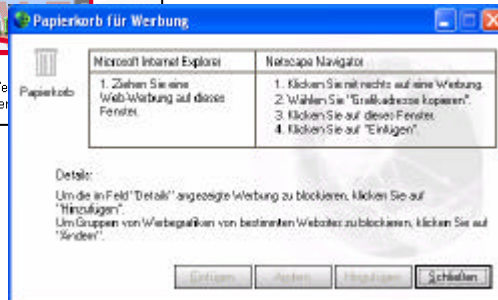 Papierkorb für Werbung
Papierkorb
Microsoft Internet Explorer
1. Ziehen Sie eine
Web-Werbung auf dieses
Fenster.
Netscape Navigator
1. Klicken Sie mit rechts auf eine Werbung.
2. Wählen Sie "Grafikadresse kopieren".
3. Klicken Sie auf dieses Fenster.
4. Klicken Sie auf "Einfügen".
Details:
Um die im Feld "Details" angezeigte Werbung zu blockieren, klicken Sie auf
"Hinzufügen".
Um Gruppen von Werbegrafiken von bestimmten Websites zu blockieren, klicken Sie auf
"Ändern".
Einfügen Ändern Hinzufügen Schließen